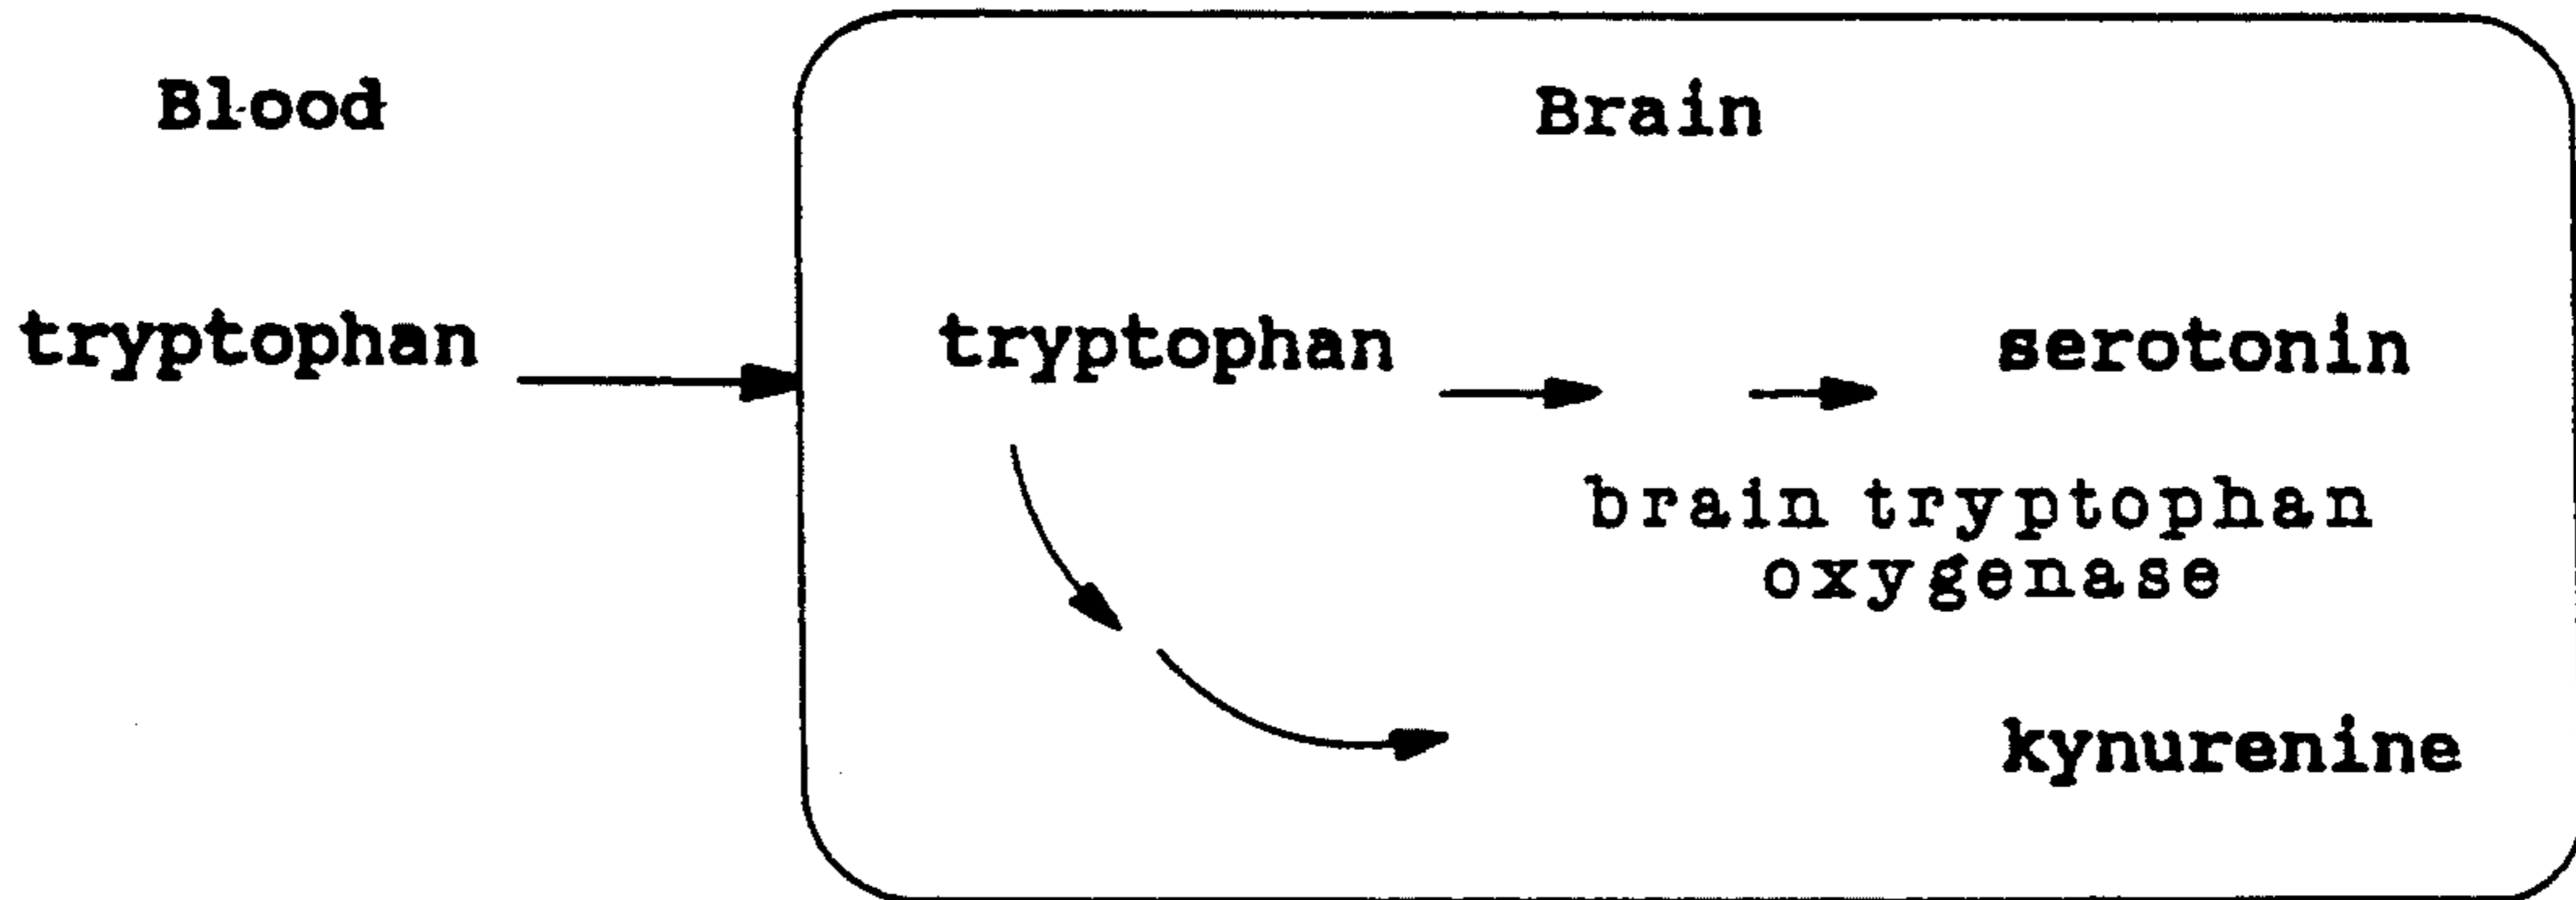 Blood
Brain
tryptophan
tryptophan
serotonin
brain tryptophan
oxygenase
kynurenine